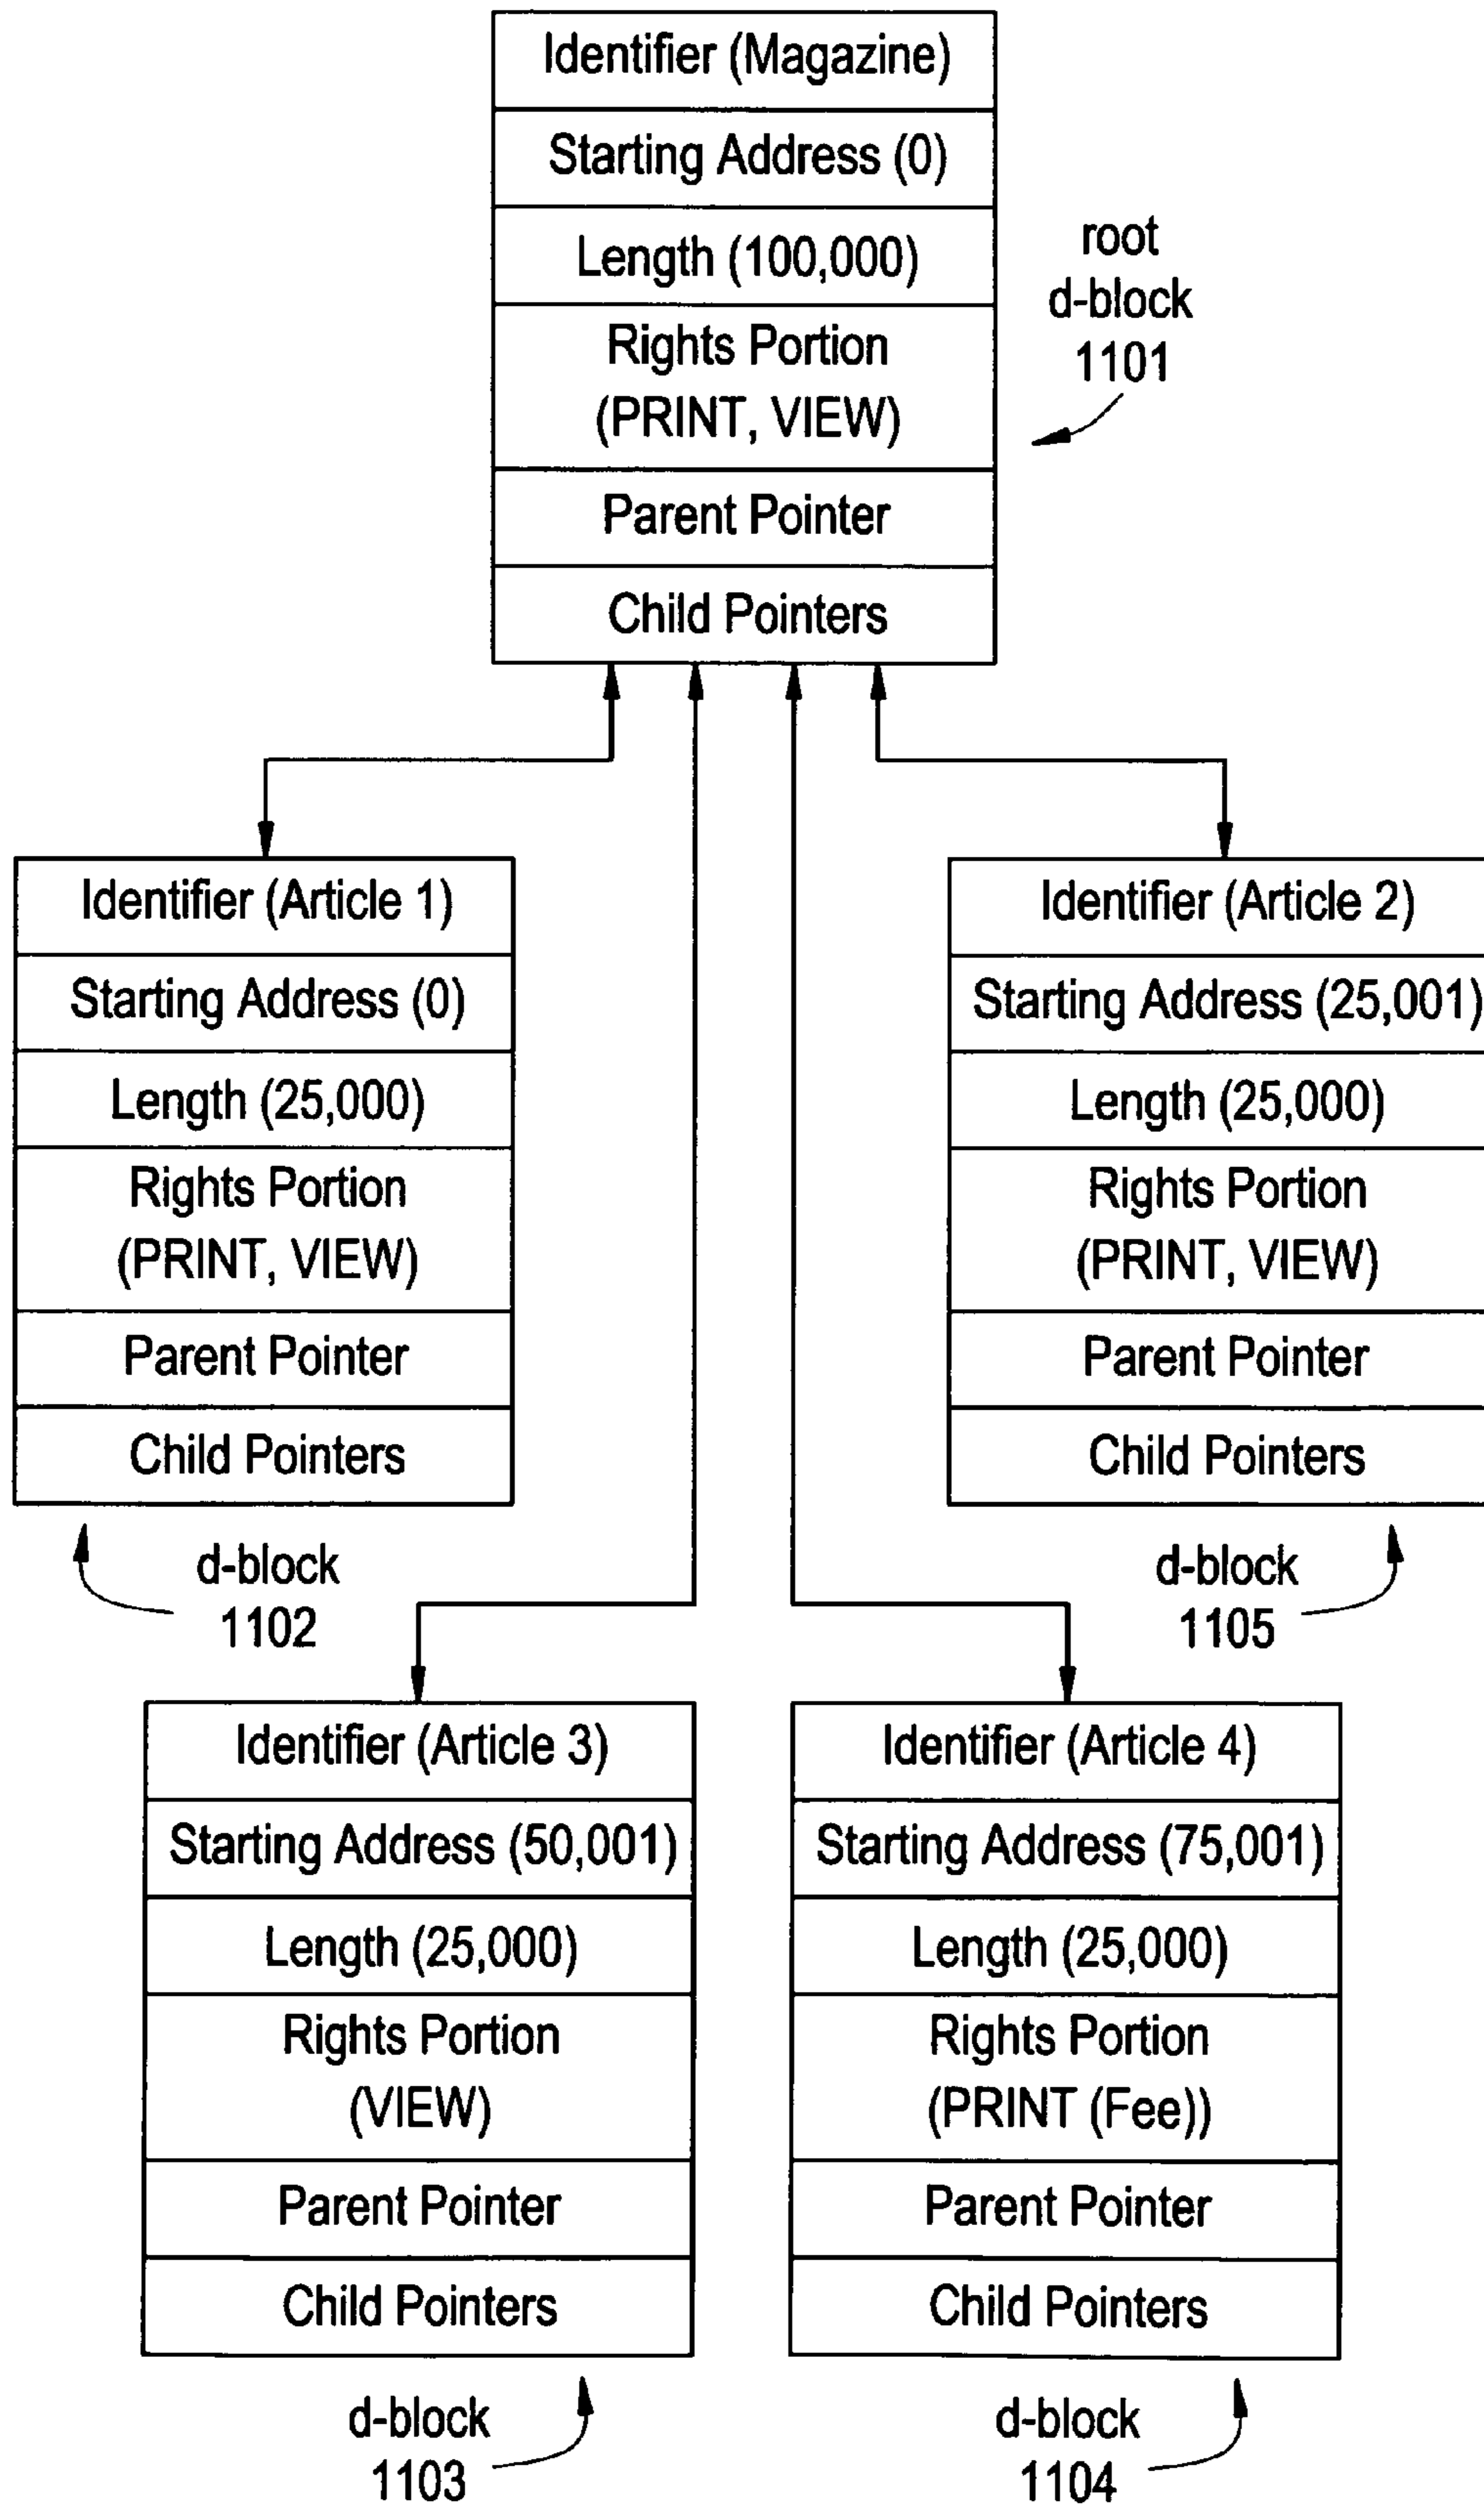 Identifier (Magazine)
Starting Address (0)
Length (100,000)
Rights Portion
(PRINT, VIEW)
Parent Pointer
Child Pointers
root
d-block
1101
Identifier (Article 1)
Starting Address (0)
Length (25,000)
Rights Portion
(PRINT, VIEW)
Parent Pointer
Child Pointers
d-block
1102
Identifier (Article 2)
Starting Address (25,001)
Length (25,000)
Rights Portion
(PRINT, VIEW)
Parent Pointer
Child Pointers
d-block
1105
Identifier (Article 3)
Starting Address (50,001)
Length (25,000)
Rights Portion
(VIEW)
Parent Pointer
Child Pointers
d-block
1103
Identifier (Article 4)
Starting Address (75,001)
Length (25,000)
Rights Portion
(PRINT (Fee))
Parent Pointer
Child Pointers
d-block
1104